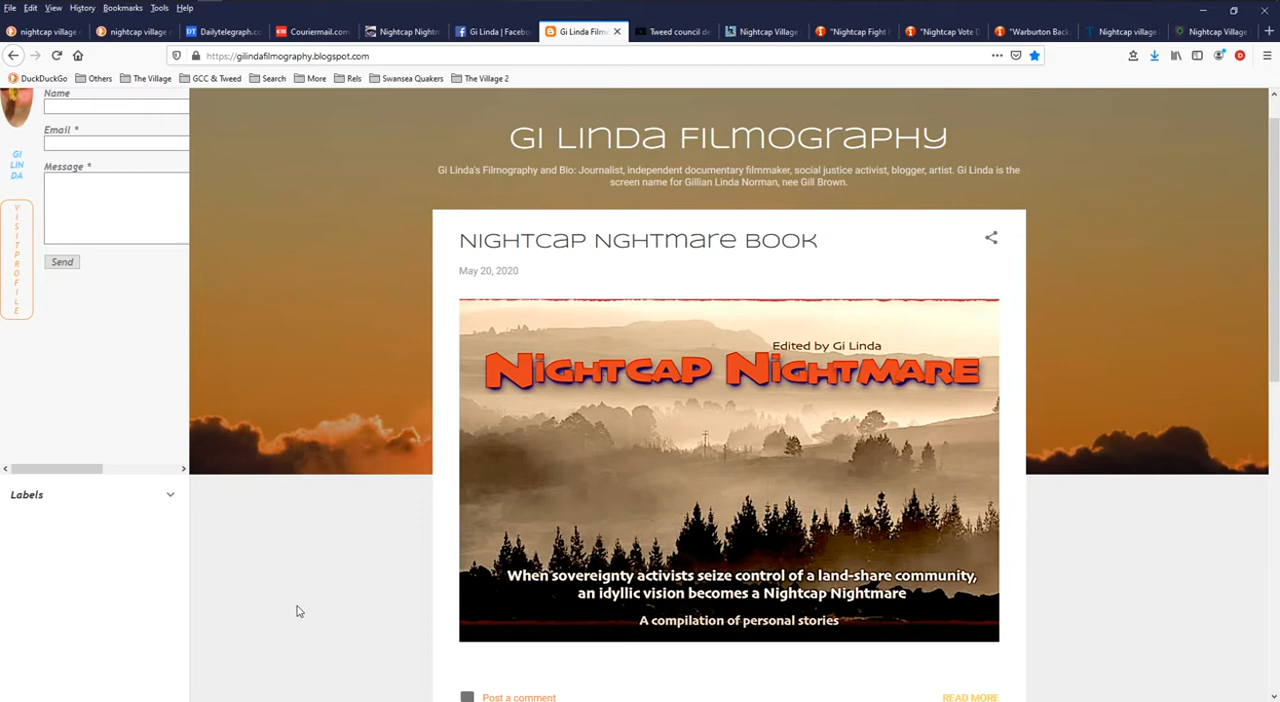 File Edit View History Bookmarks Tools Help
nightcap village nightcap village Dailytelegraph.co Couriermail.com Nightcap Nightm Gi Linda | Facebo Gi Linda Film Tweed council de Nightcap Village "Nightcap Fight "Nightcap Vote D "Warburton Back Nightcap village Nightcap Village
https://gilindafilmography.blogspot.com
DuckDuckGo Others The Village GCC & Tweed Search More Rels Swansea Quakers The Village 2
Name
Email *
Message *
Send
GI
LIN
DA
V
I
S
I
T
P
R
O
F
I
L
E
Labels
Gi Linda Filmography
Gi Linda's Filmography and Bio: Journalist, independent documentary filmmaker, social justice activist, blogger, artist. Gi Linda is the
screen name for Gillian Linda Norman, nee Gill Brown.
Nightcap Nghtmare BOOK
May 20, 2020
Edited by Gi Linda
Nightcap Nightmare
When sovereignty activists seize control of a land-share community,
an idyllic vision becomes a Nightcap Nightmare
A compilation of personal stories
Post a comment READ MORE